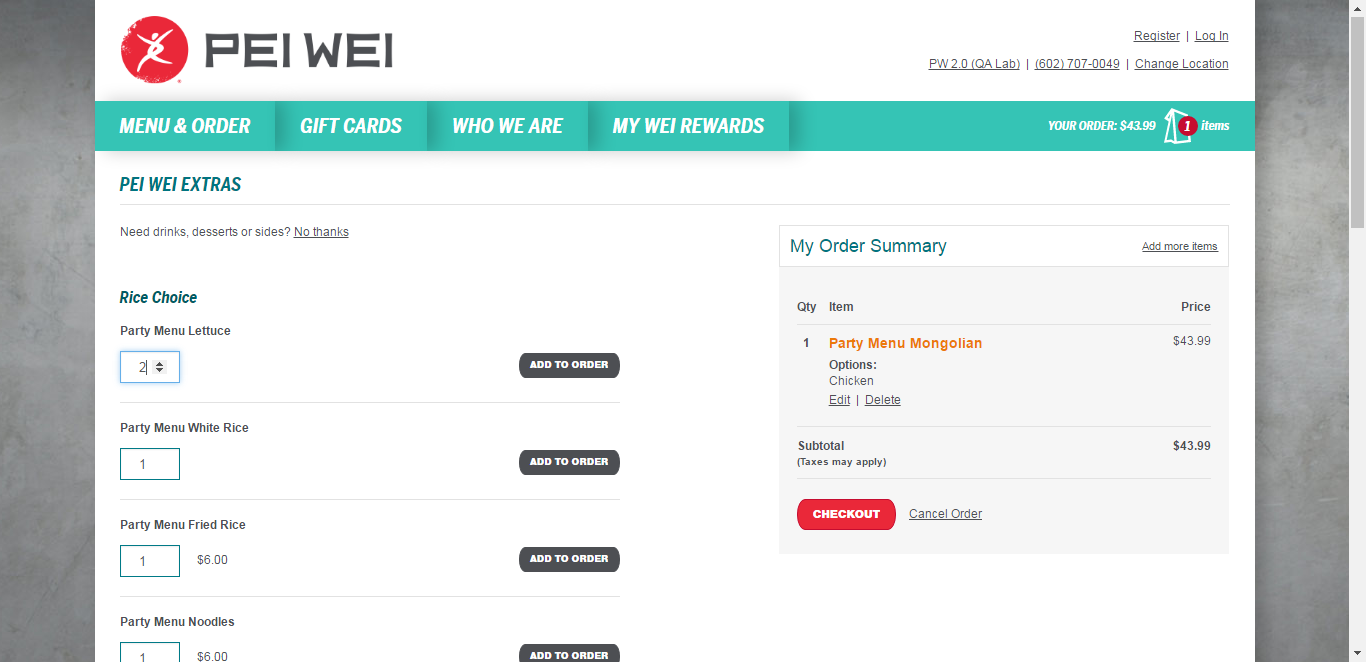 PEI WEI
Register | Log In
PW 2.0 (QA Lab) | (602) 707-0049 | Change Location
MENU & ORDER GIFT CARDS WHO WE ARE MY WEI REWARDS YOUR ORDER: $43.99 1 items
PEI WEI EXTRAS
Need drinks, desserts or sides? No thanks
Rice Choice
Party Menu Lettuce
2 ADD TO ORDER
Party Menu White Rice
1 ADD TO ORDER
Party Menu Fried Rice
1 $6.00 ADD TO ORDER
Party Menu Noodles
1 $6.00 ADD TO ORDER
My Order Summary Add more items
Qty Item Price
1 Party Menu Mongolian $43.99
Options:
Chicken
Edit | Delete
Subtotal $43.99
(Taxes may apply)
CHECKOUT Cancel Order